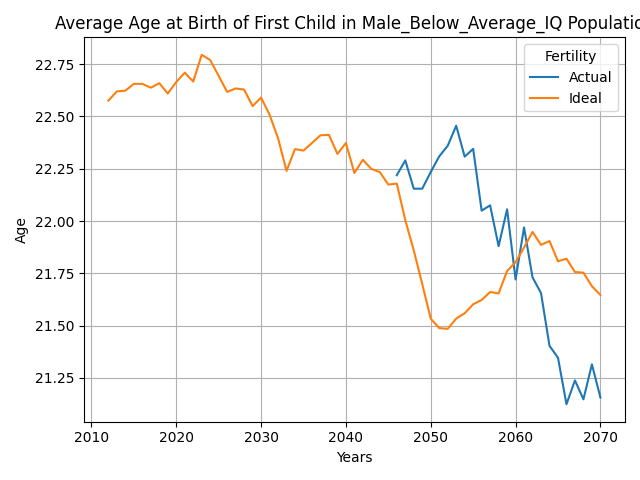 Average Age at Birth of First Child in Male_Below_Average_IQ Populatio
Fertility
Actual
Ideal
22.75
22.50
22.25
22.00
21.75
21.50
21.25
Age
2010 2020 2030 2040 2050 2060 2070
Years